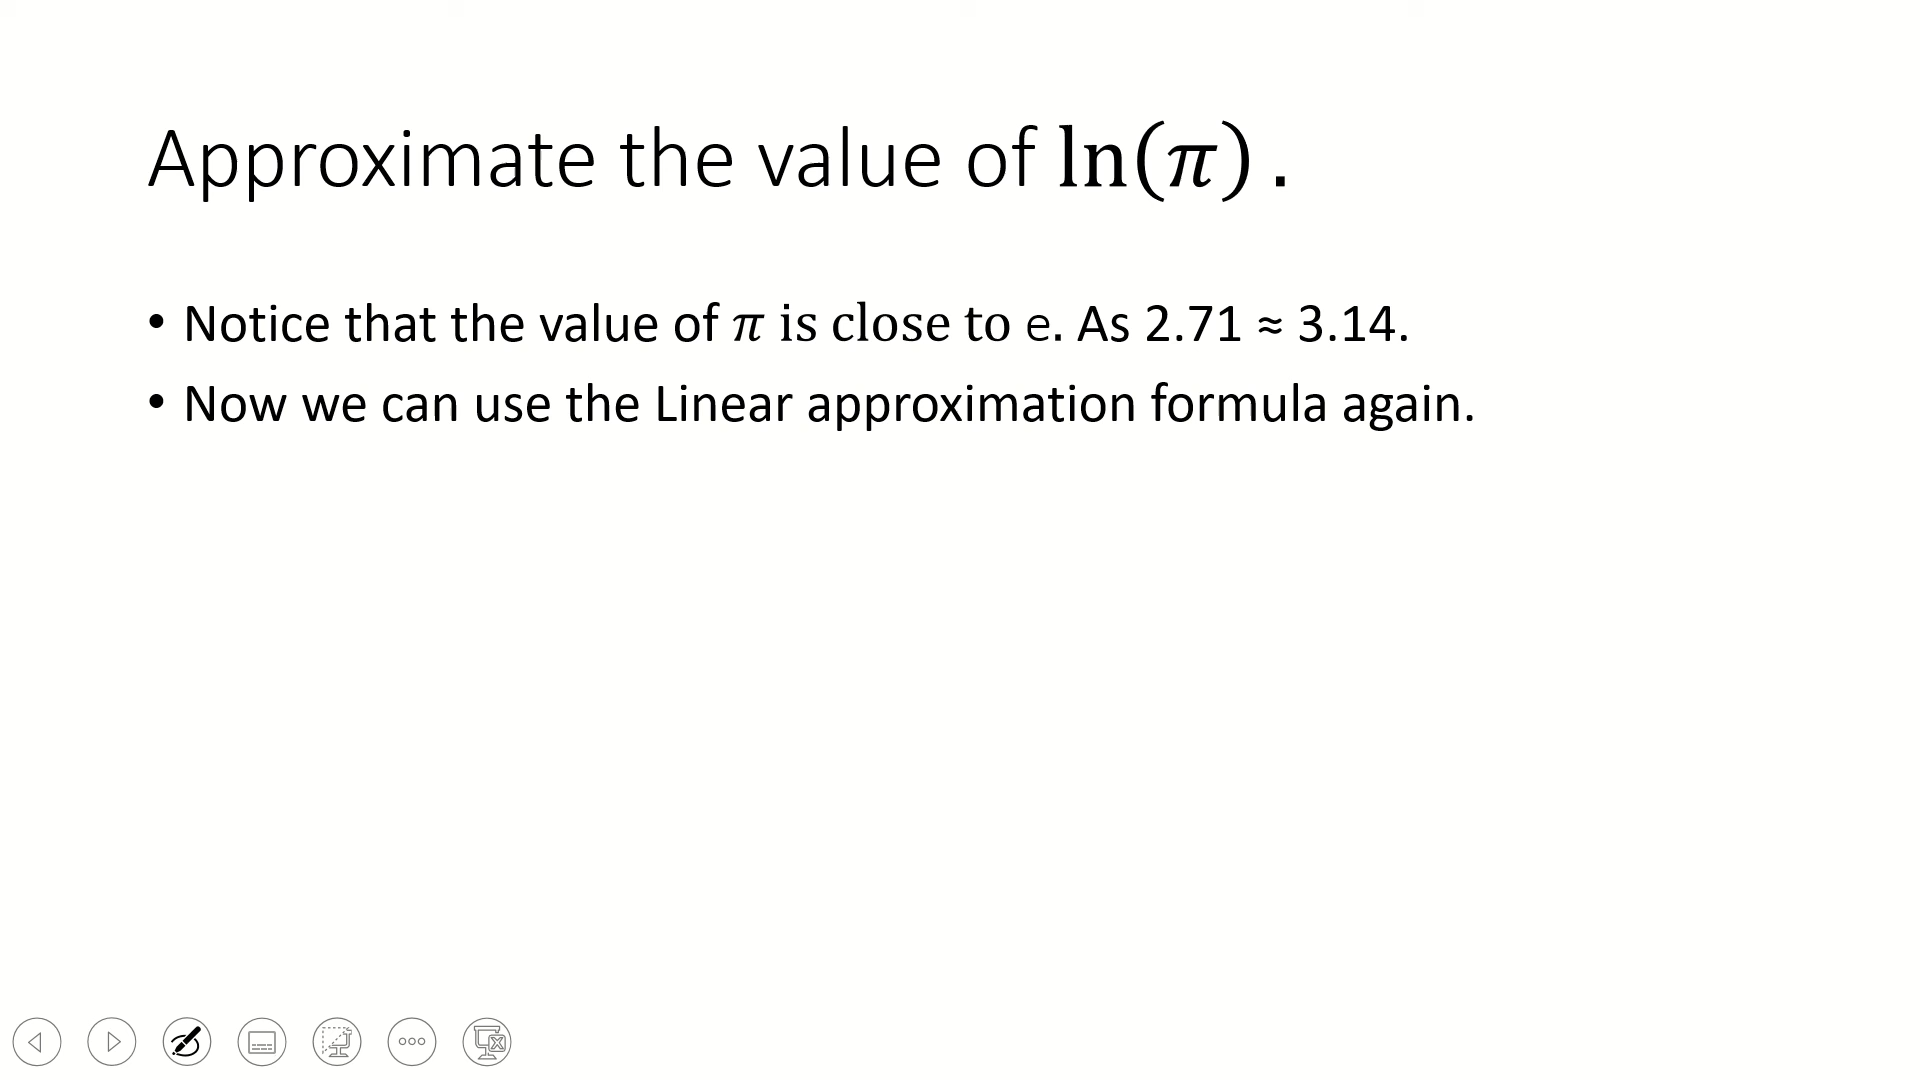 Approximate the value of ln(𝜋) .
• Notice that the value of 𝜋 is close to e. As 2.71 ≈ 3.14.
• Now we can use the Linear approximation formula again.